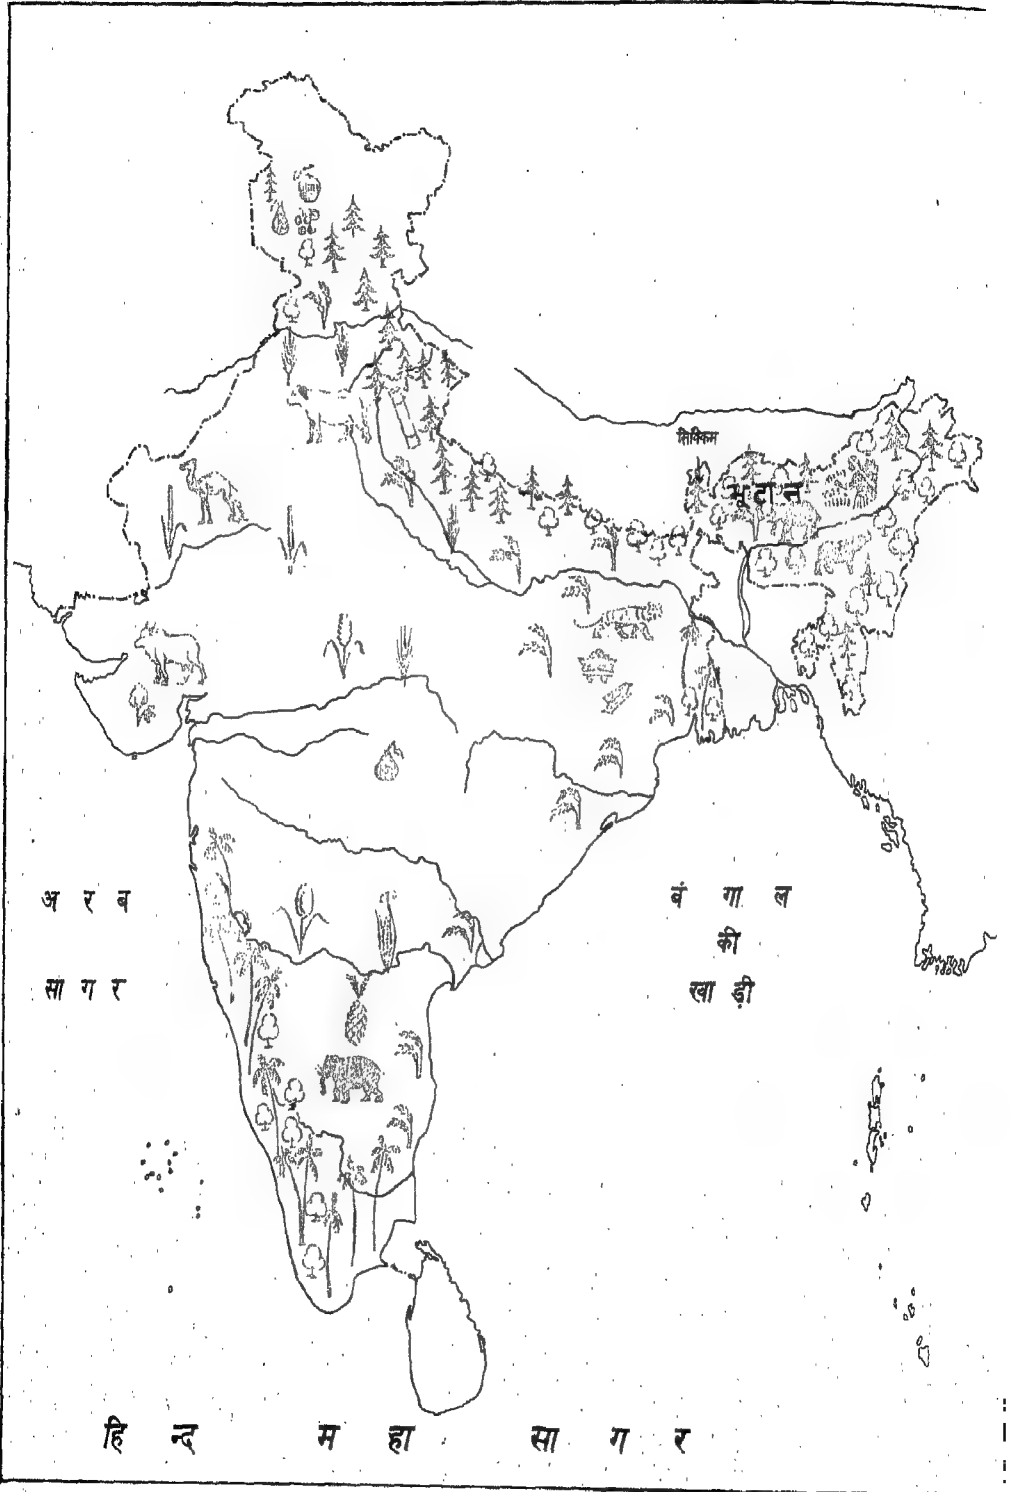 सिक्किम
भू टा न
अ र ब
सा ग र
बं गा ल
की
खा ड़ी
हि न्द म हा सा ग र